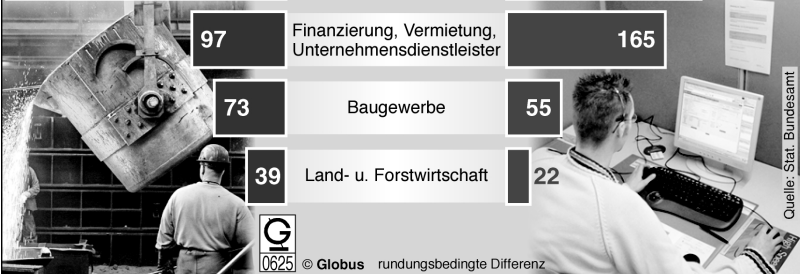 97 Finanzierung, Vermietung, 165
Unternehmensdienstleister
73 Baugewerbe 55
39 Land- u. Forstwirtschaft 22
G
0625 © Globus rundungsbedingte Differenz
Quelle: Stat. Bundesamt